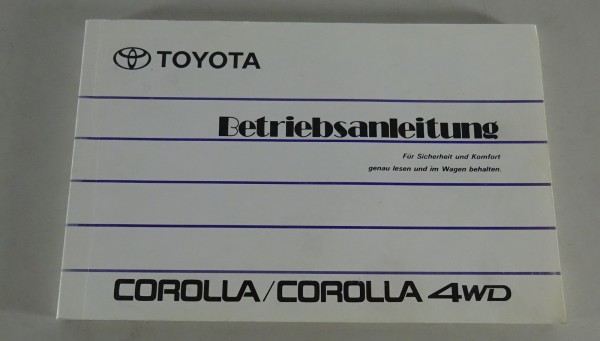 TOYOTA
Betriebsanleitung
Für Sicherheit und Komfort
genau lesen und im Wagen behalten.
COROLLA/COROLLA 4WD